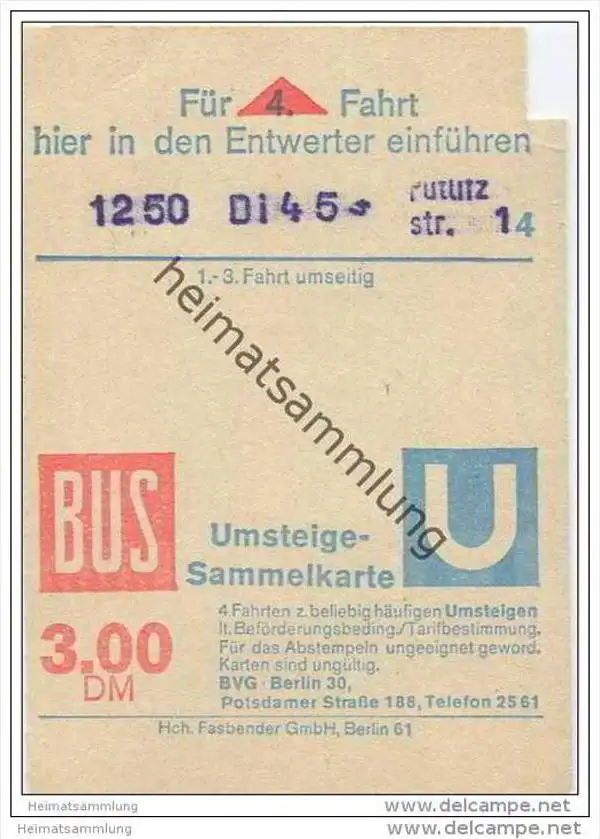 Für 4. Fahrt
hier in den Entwerter einführen
1250 Di 45
str. 14
1.-3. Fahrt umseitig
heimatsammlung
BUS
U
Umsteige-
Sammelkarte
3,00
DM
4 Fahrten z. beliebig häufigen Umsteigen
lt. Beförderungsbeding./Tarifbestimmung.
Für das Abstempeln ungeeignet geword.
Karten sind ungültig.
BVG · Berlin 30,
Potsdamer Straße 188, Telefon 25 61
Hch. Fasbender GmbH, Berlin 61
Heimatsammlung
www.delcampe.net
Heimatsammlung
www.delcampe.net